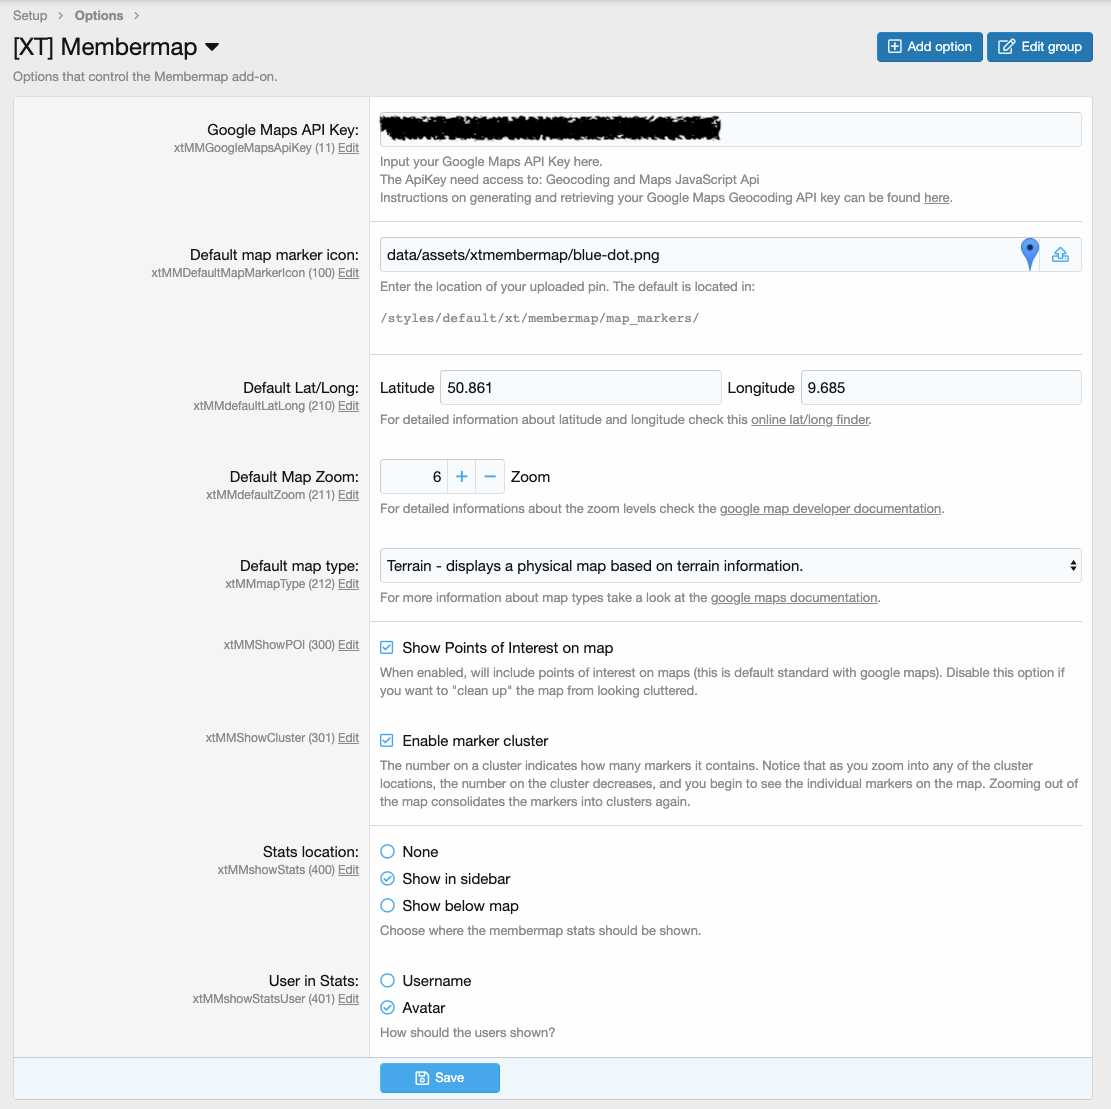 Setup > Options >
[XT] Membermap
Add option
Edit group
Options that control the Membermap add-on.
Google Maps API Key:
xtMMGoogleMapsApiKey (11) Edit
Input your Google Maps API Key here.
The ApiKey need access to: Geocoding and Maps JavaScript Api
Instructions on generating and retrieving your Google Maps Geocoding API key can be found here.
Default map marker icon:
xtMMDefaultMapMarkerIcon (100) Edit
data/assets/xtmembermap/blue-dot.png
Enter the location of your uploaded pin. The default is located in:
/styles/default/xt/membermap/map_markers/
Default Lat/Long:
xtMMdefaultLatLong (210) Edit
Latitude 50.861 Longitude 9.685
For detailed information about latitude and longitude check this online lat/long finder.
Default Map Zoom:
xtMMdefaultZoom (211) Edit
6 + − Zoom
For detailed informations about the zoom levels check the google map developer documentation.
Default map type:
xtMMmapType (212) Edit
Terrain - displays a physical map based on terrain information.
For more information about map types take a look at the google maps documentation.
xtMMShowPOI (300) Edit
Show Points of Interest on map
When enabled, will include points of interest on maps (this is default standard with google maps). Disable this option if
you want to "clean up" the map from looking cluttered.
xtMMShowCluster (301) Edit
Enable marker cluster
The number on a cluster indicates how many markers it contains. Notice that as you zoom into any of the cluster
locations, the number on the cluster decreases, and you begin to see the individual markers on the map. Zooming out of
the map consolidates the markers into clusters again.
Stats location:
xtMMshowStats (400) Edit
None
Show in sidebar
Show below map
Choose where the membermap stats should be shown.
User in Stats:
xtMMshowStatsUser (401) Edit
Username
Avatar
How should the users shown?
Save